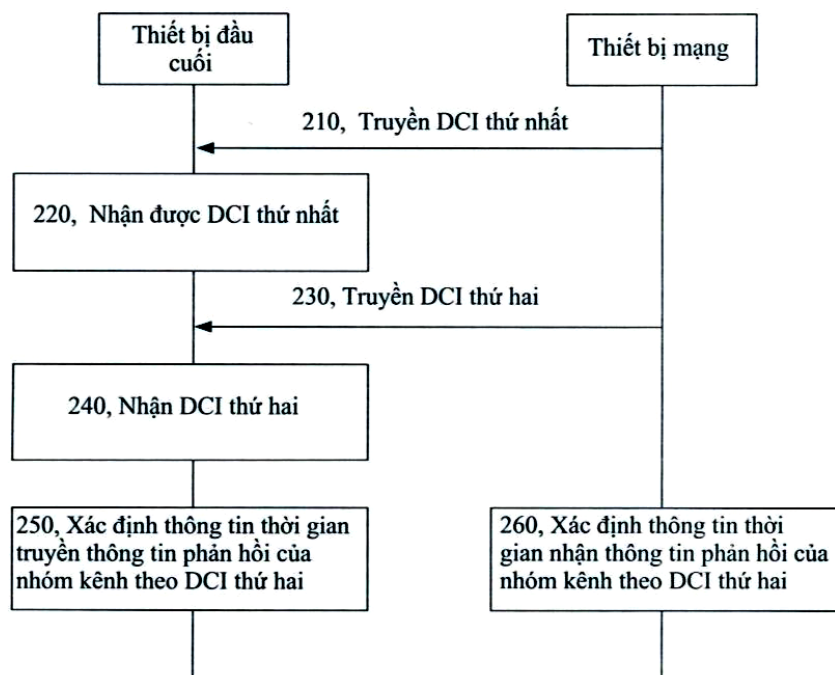 Thiết bị đầu
cuối
Thiết bị mạng
210, Truyền DCI thứ nhất
220, Nhận được DCI thứ nhất
230, Truyền DCI thứ hai
240, Nhận DCI thứ hai
250, Xác định thông tin thời gian
truyền thông tin phản hồi của
nhóm kênh theo DCI thứ hai
260, Xác định thông tin thời
gian nhận thông tin phản hồi của
nhóm kênh theo DCI thứ hai